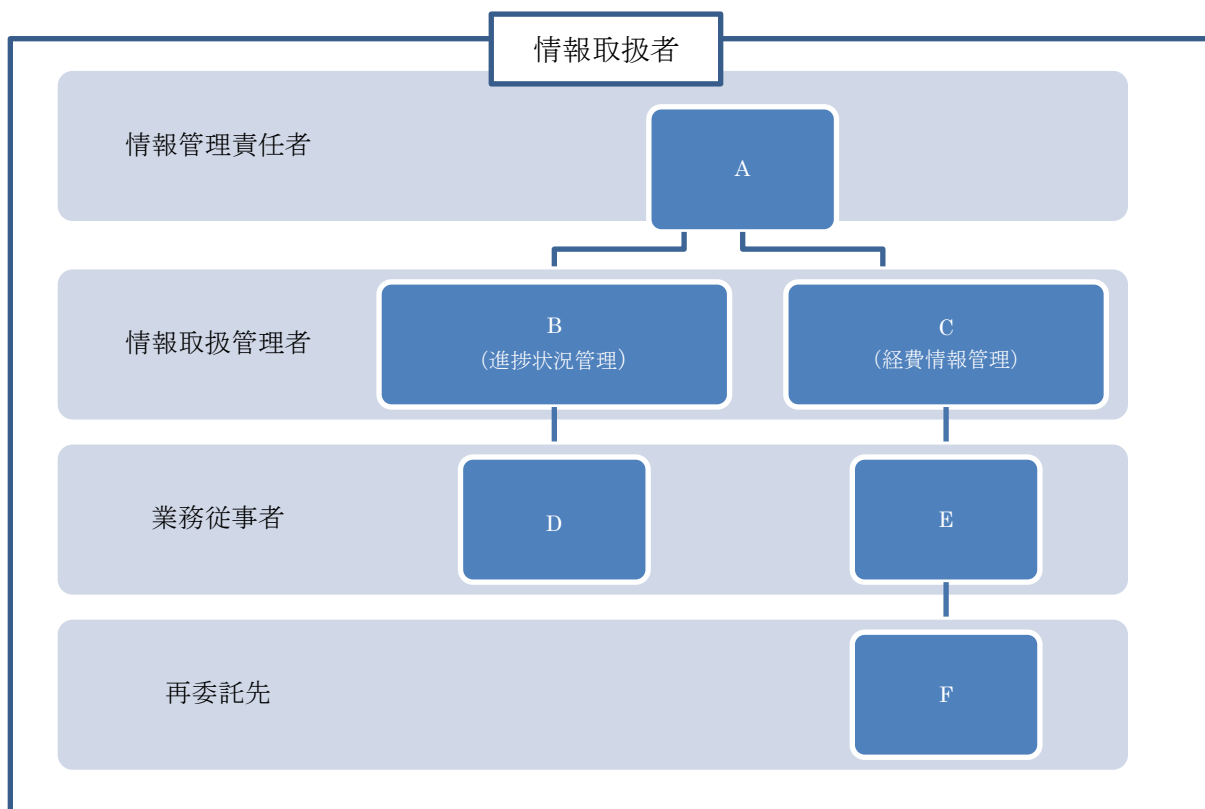 情報取扱者
情報管理責任者
A
情報取扱管理者
B
（進捗状況管理）
C
（経費情報管理）
業務従事者
D
E
再委託先
F